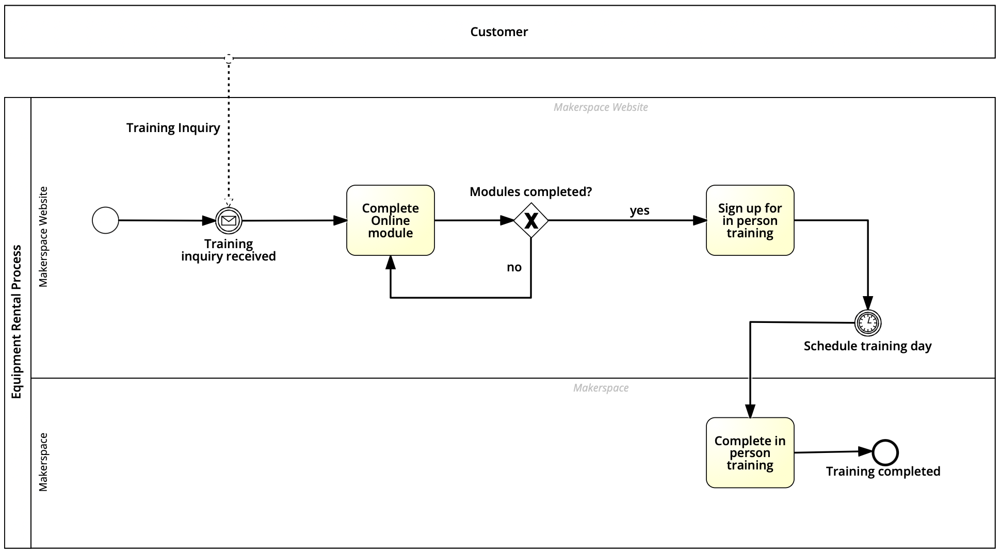 Customer
Equipment Rental Process
Makerspace Website
Makerspace Website
Training Inquiry
Training
inquiry received
Complete
Online
module
Modules completed?
yes
no
Sign up for
in person
training
Schedule training day
Makerspace
Makerspace
Complete in
person
training
Training completed